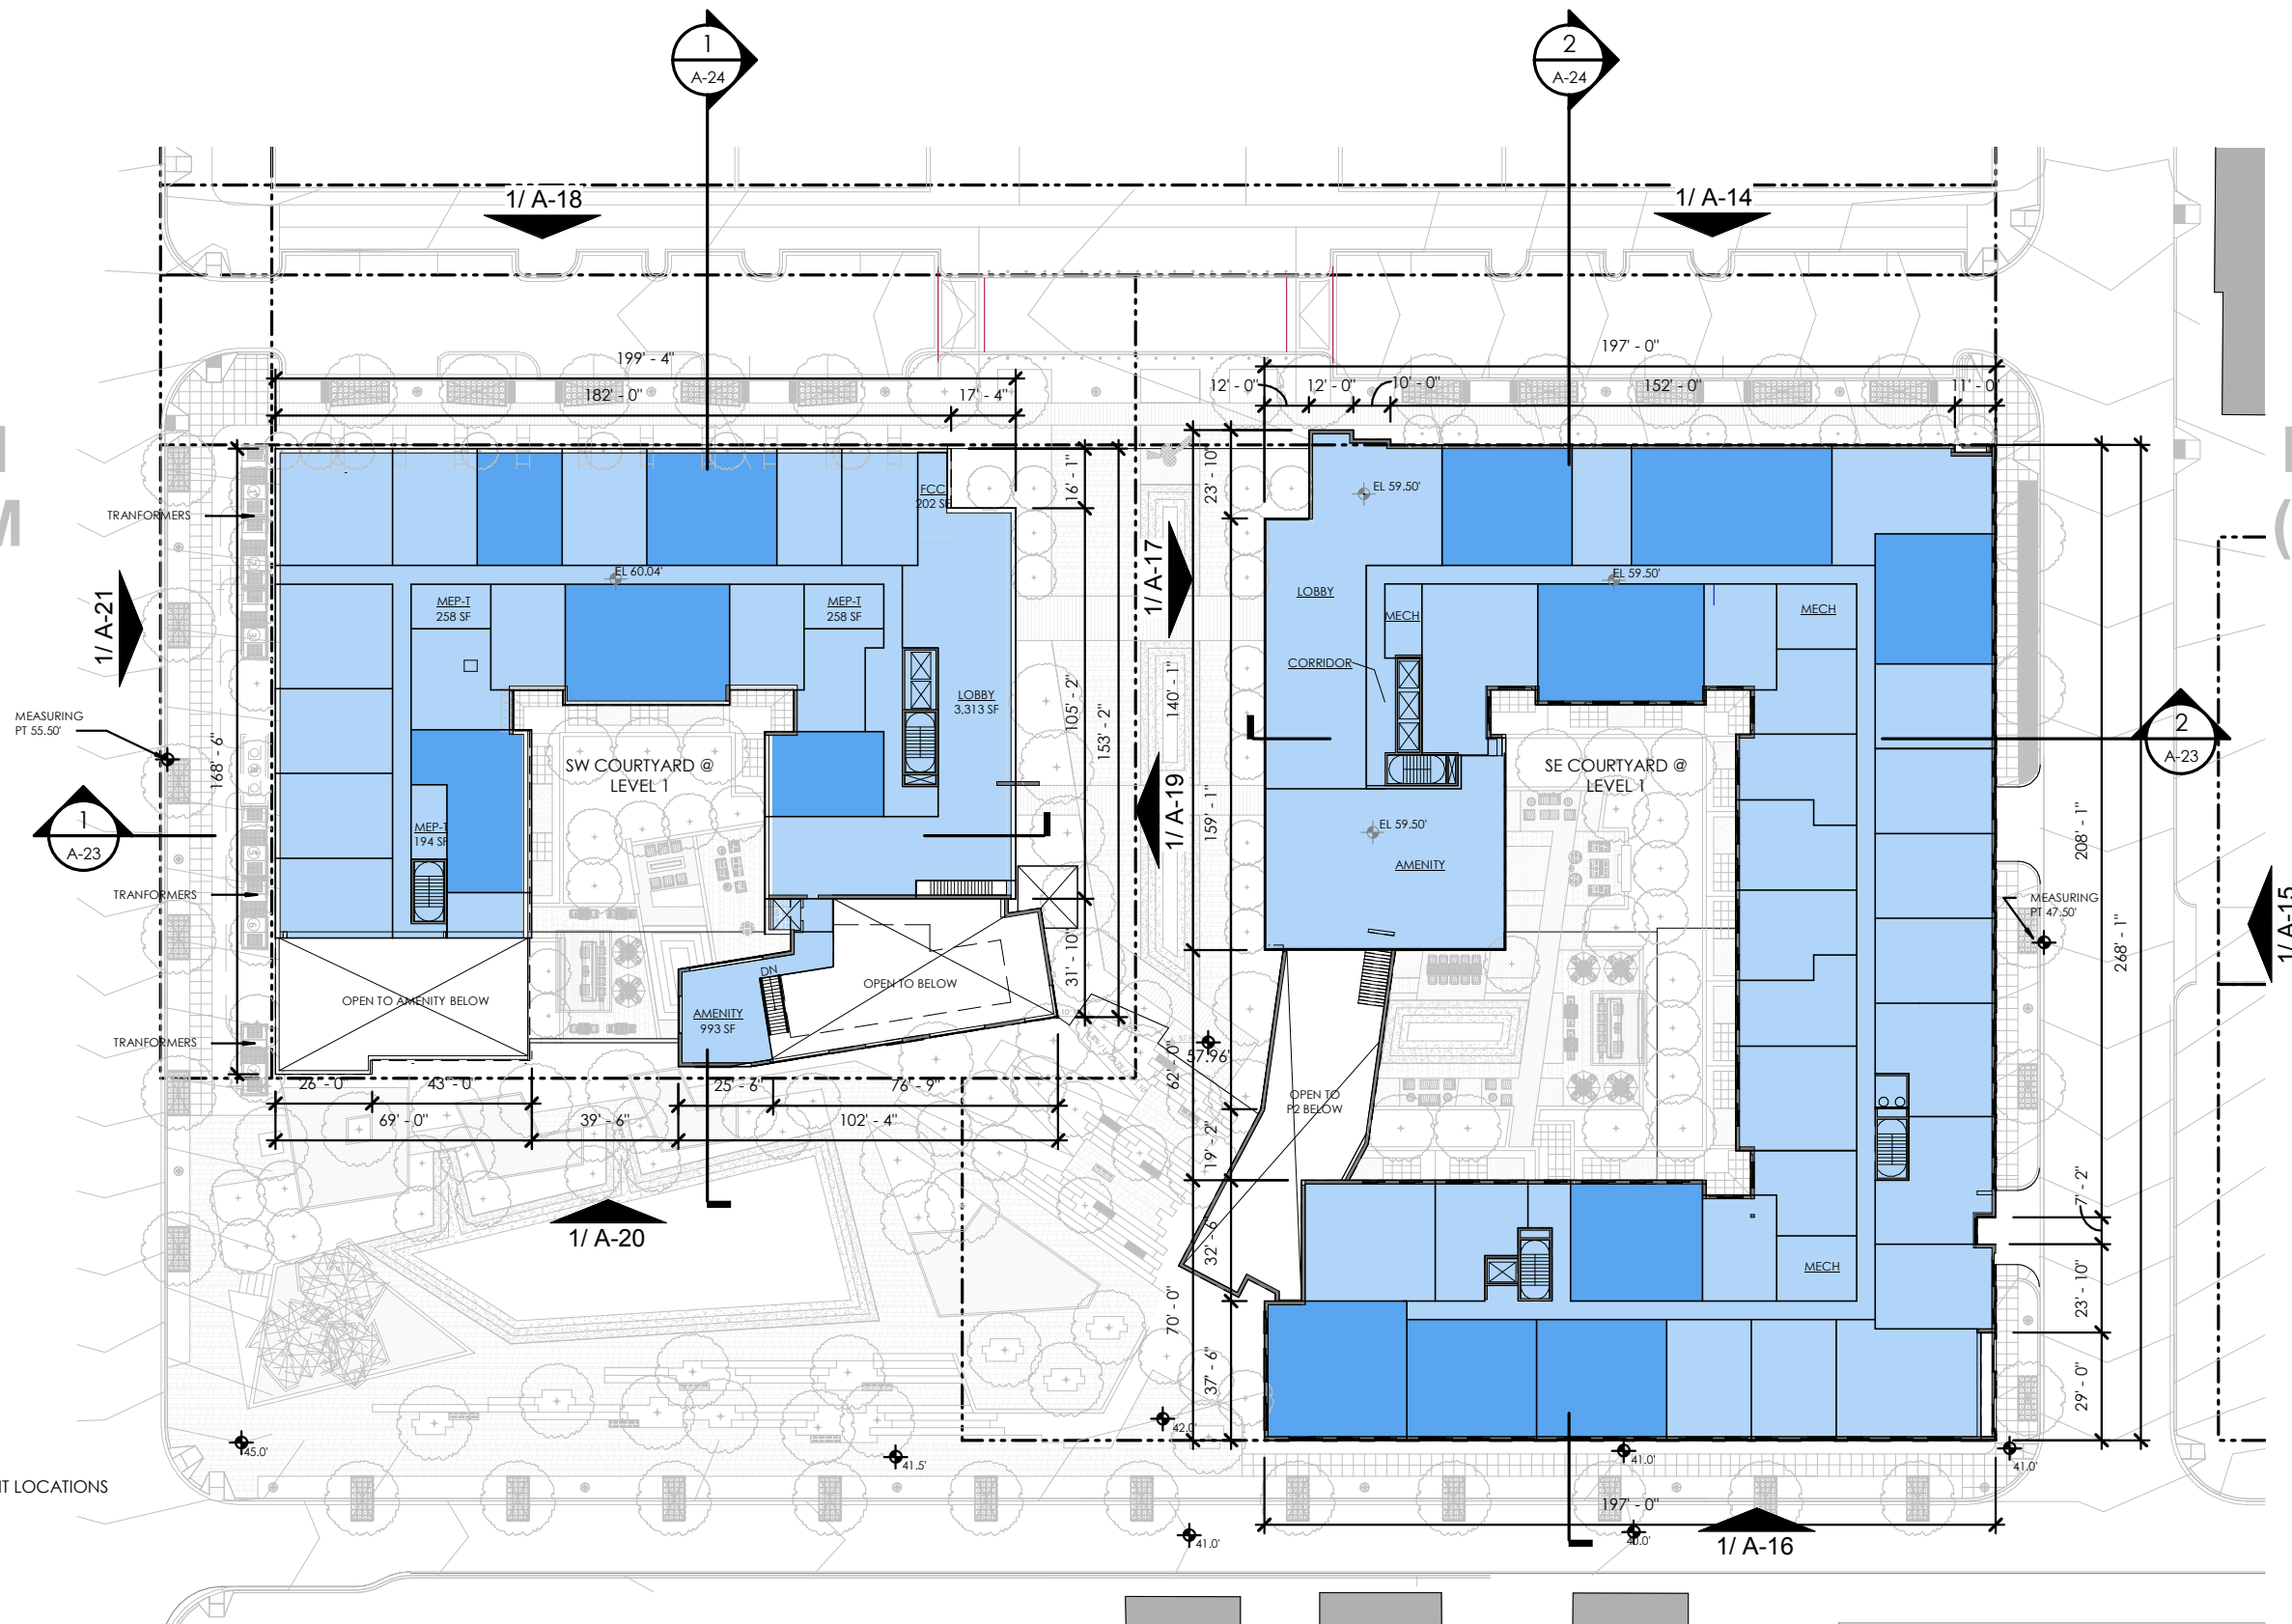 1
A-24
2
A-24
1/ A-18
1/ A-14
199' - 4"
182' - 0"
17' - 4"
197' - 0"
12' - 0"
12' - 0"
10' - 0"
152' - 0"
11' - 0"
M
(
TRANFORMERS
FCC
202 SF
16' - 1"
23' - 10"
EL 59.50'
1/ A-17
1/ A-21
EL 60.04'
EL 59.50'
MEP-T
258 SF
MEP-T
258 SF
LOBBY
MECH
MECH
CORRIDOR
LOBBY
3,313 SF
105' - 2"
153' - 2"
140' - 1"
MEASURING
PT 55.50'
168' - 6"
SW COURTYARD @
LEVEL 1
SE COURTYARD @
LEVEL 1
2
A-23
1
A-23
MEP-T
194 SF
1/ A-19
159' - 1"
EL 59.50'
AMENITY
208' - 1"
268' - 1"
TRANFORMERS
MEASURING
PT 47.50'
1/ A-15
31' - 10"
DN
OPEN TO AMENITY BELOW
OPEN TO BELOW
AMENITY
993 SF
TRANFORMERS
57.96'
62' - 0"
26' - 0"
43' - 0"
25' - 6"
76' - 9"
69' - 0"
39' - 6"
102' - 4"
OPEN TO
P2 BELOW
19' - 2"
7' - 2"
1/ A-20
32' - 6"
MECH
70' - 0"
23' - 10"
37' - 6"
29' - 0"
45.0'
42.0'
41.5'
41.0'
41.0'
IT LOCATIONS
197' - 0"
41.0'
40.0'
1/ A-16